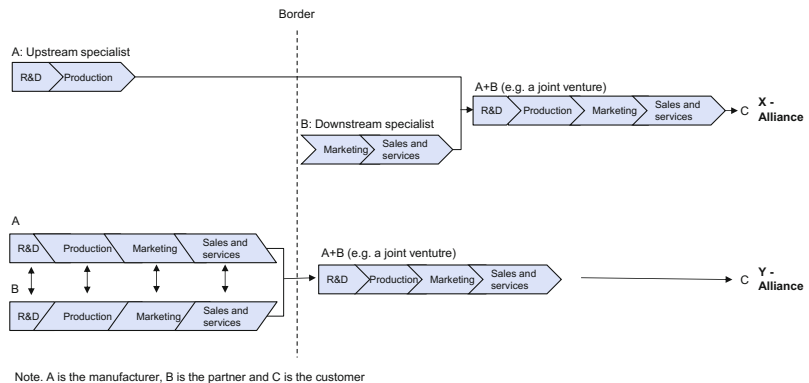 Border
A: Upstream specialist
R&D Production
A+B (e.g. a joint venture)
R&D Production Marketing Sales and
services
C
X -
Alliance
B: Downstream specialist
Marketing Sales and
services
A
R&D Production Marketing Sales and
services
B
R&D Production Marketing Sales and
services
A+B (e.g. a joint ventutre)
R&D Production Marketing Sales and
services
C
Y -
Alliance
Note. A is the manufacturer, B is the partner and C is the customer